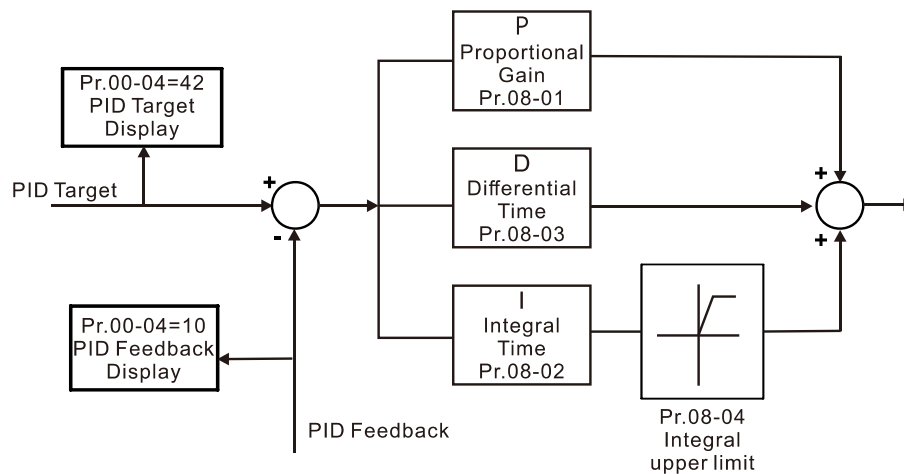 P
Proportional
Gain
Pr.08-01
Pr.00-04=42
PID Target
Display
PID Target
+
-
D
Differential
Time
Pr.08-03
+
+
Pr.00-04=10
PID Feedback
Display
I
Integral
Time
Pr.08-02
PID Feedback
Pr.08-04
Integral
upper limit